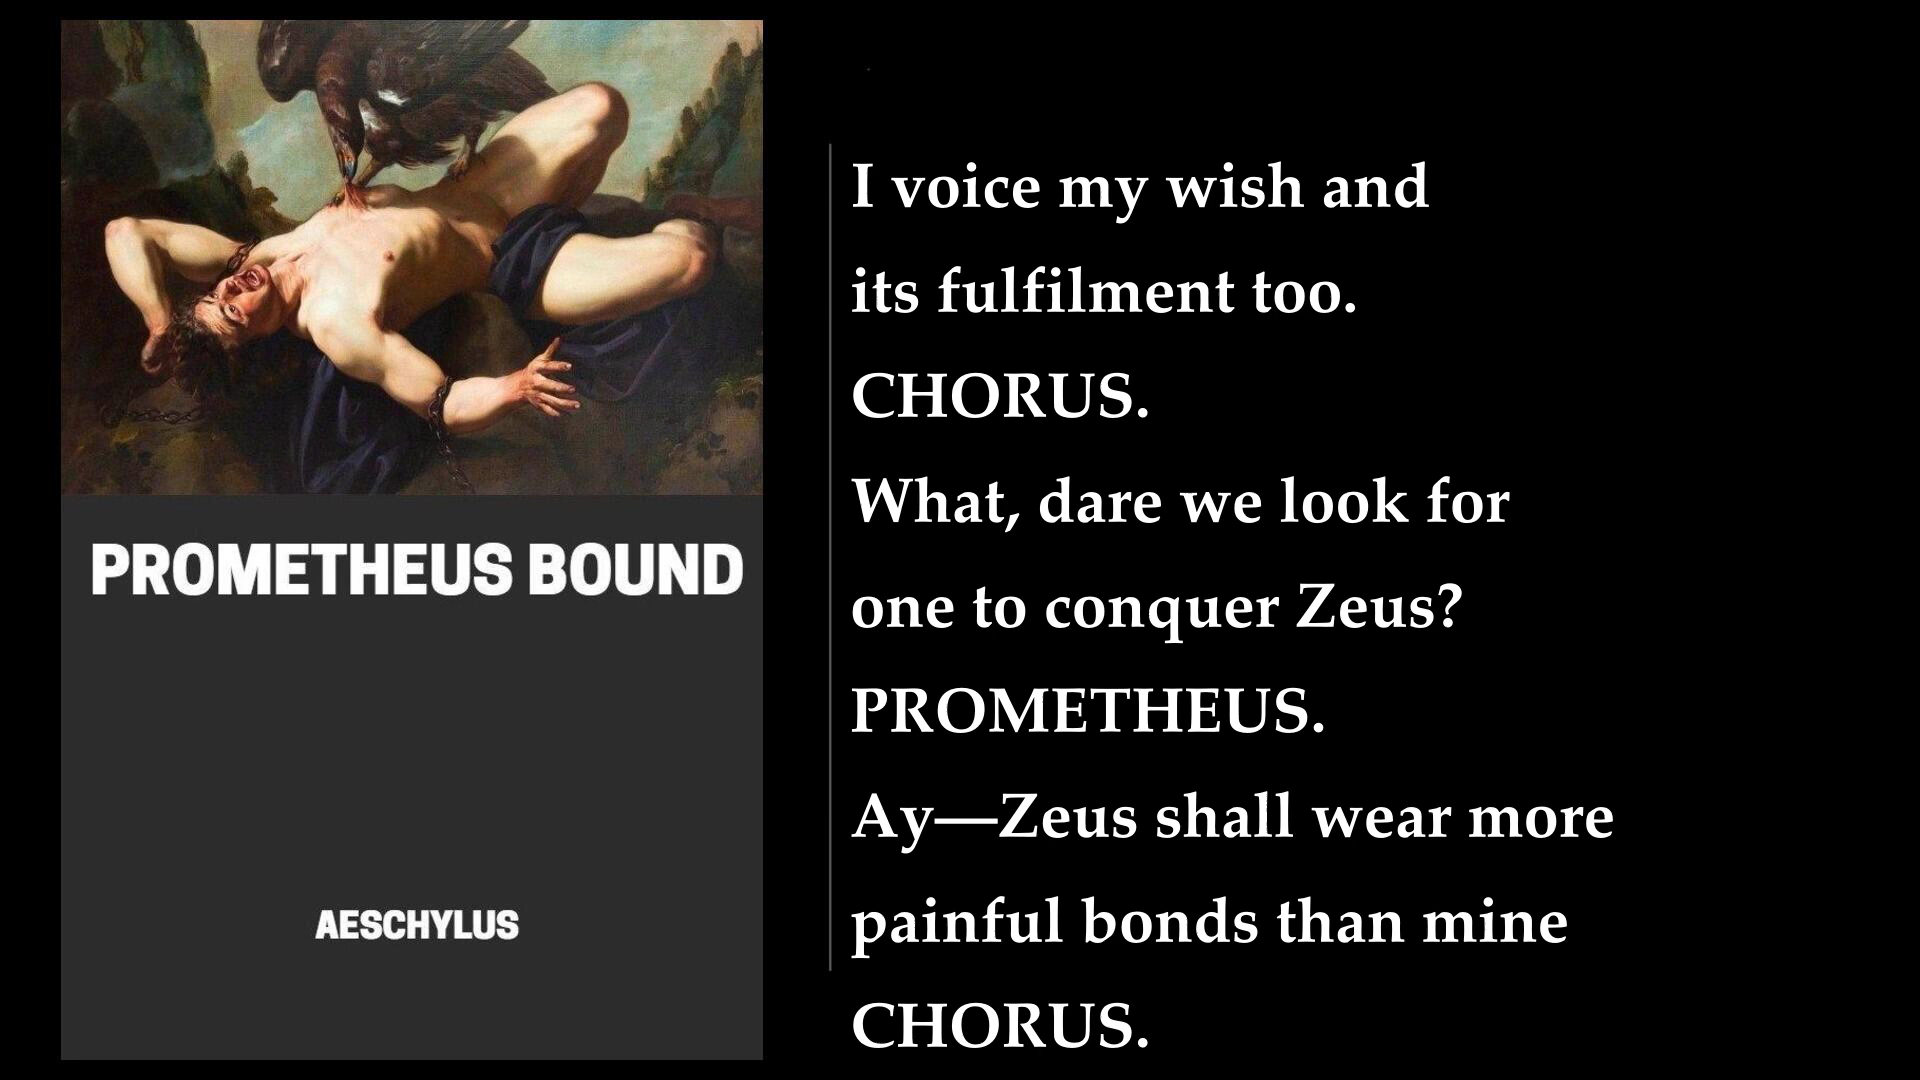 PROMETHEUS BOUND
AESCHYLUS
I voice my wish and
its fulfilment too.
CHORUS.
What, dare we look for
one to conquer Zeus?
PROMETHEUS.
Ay—Zeus shall wear more
painful bonds than mine
CHORUS.